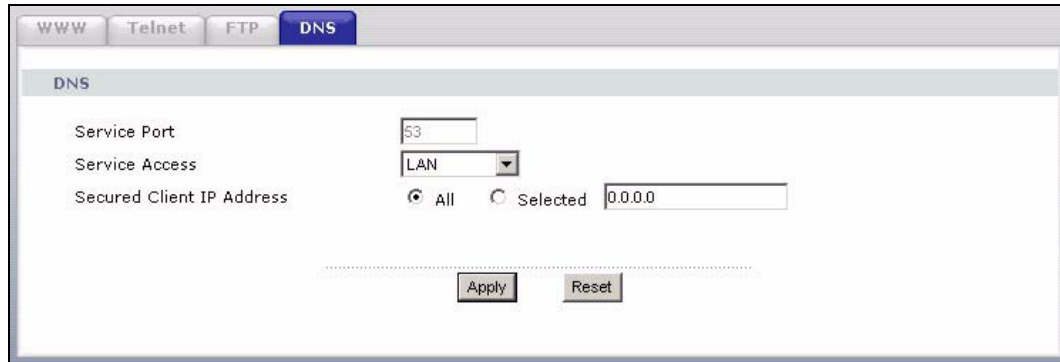 WWW Telnet FTP DNS
DNS
Service Port 53
Service Access LAN
Secured Client IP Address All Selected 0.0.0.0
Apply Reset